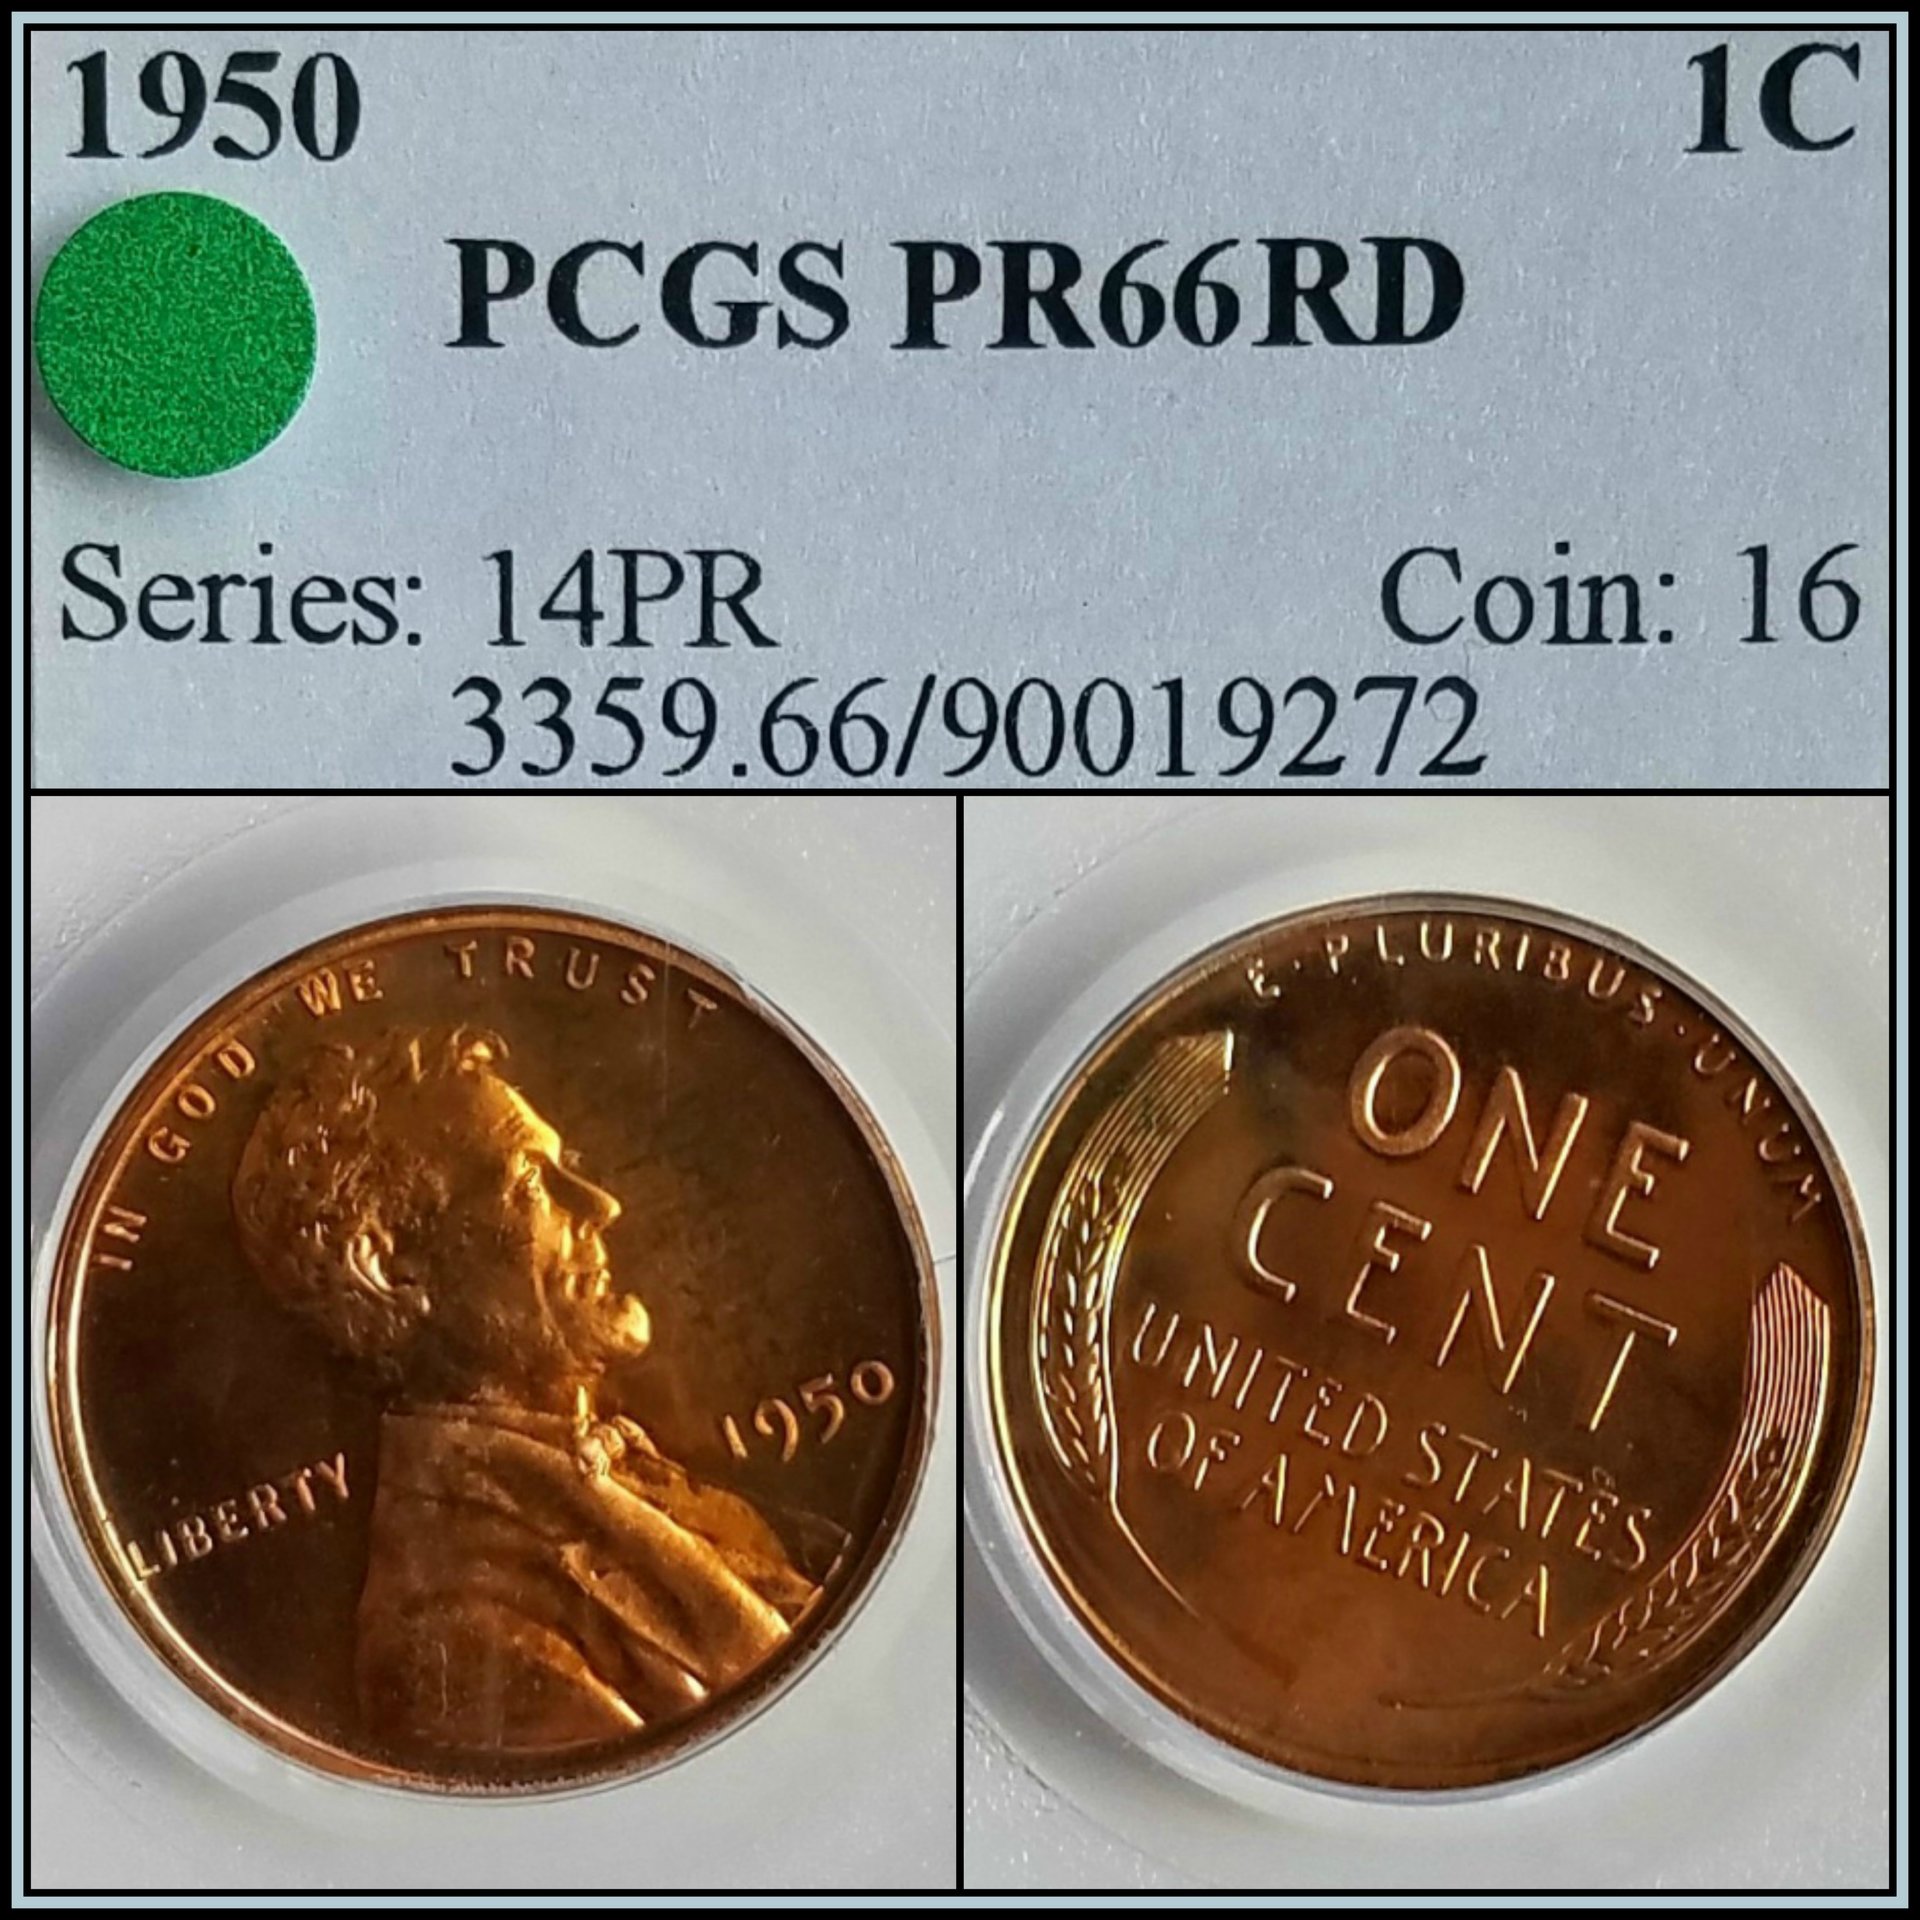 1950 1C
PCGS PR66RD
Series: 14PR Coin: 16
3359.66/90019272
IN GOD WE TRUST
LIBERTY
1950
E·PLURIBUS·UNUM
ONE
CENT
UNITED STATES
OF AMERICA